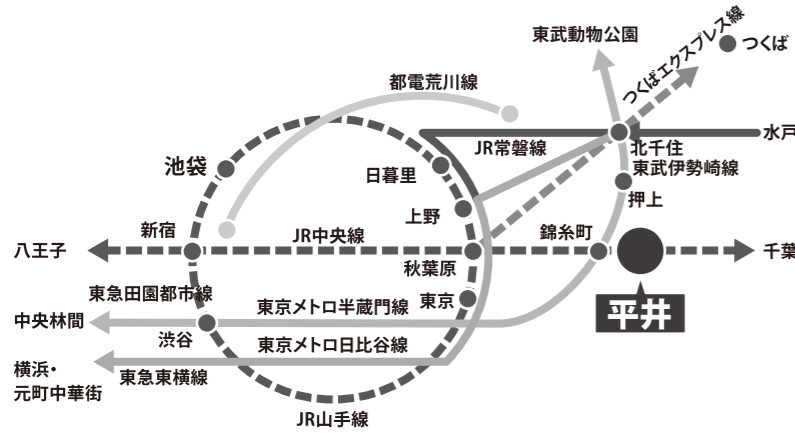 東武動物公園
つくばエクスプレス線
つくば
都電荒川線
水戸
JR常磐線
北千住
東武伊勢崎線
池袋
日暮里
押上
上野
新宿
JR中央線
錦糸町
八王子
千葉
秋葉原
東急田園都市線
東京メトロ半蔵門線
東京
平井
中央林間
渋谷
東京メトロ日比谷線
横浜・
元町中華街
東急東横線
JR山手線